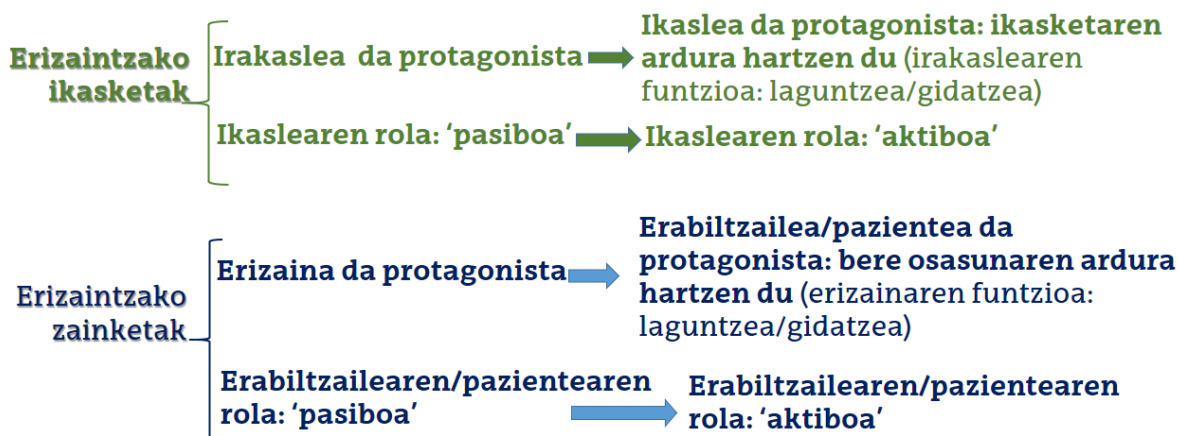 Erizaintzako
ikasketak
Irakaslea da protagonista
Ikaslea da protagonista: ikasketaren
ardura hartzen du (irakaslearen
funtzioa: laguntzea/gidatzea)
Ikaslearen rola: ‘pasiboa’
Ikaslearen rola: ‘aktiboa’
Erizaintzako
zainketak
Erizaina da protagonista
Erabiltzailea/pazientea da
protagonista: bere osasunaren ardura
hartzen du (erizainaren funtzioa:
laguntzea/gidatzea)
Erabiltzailearen/pazientearen
rola: ‘pasiboa’
Erabiltzailearen/pazientearen
rola: ‘aktiboa’